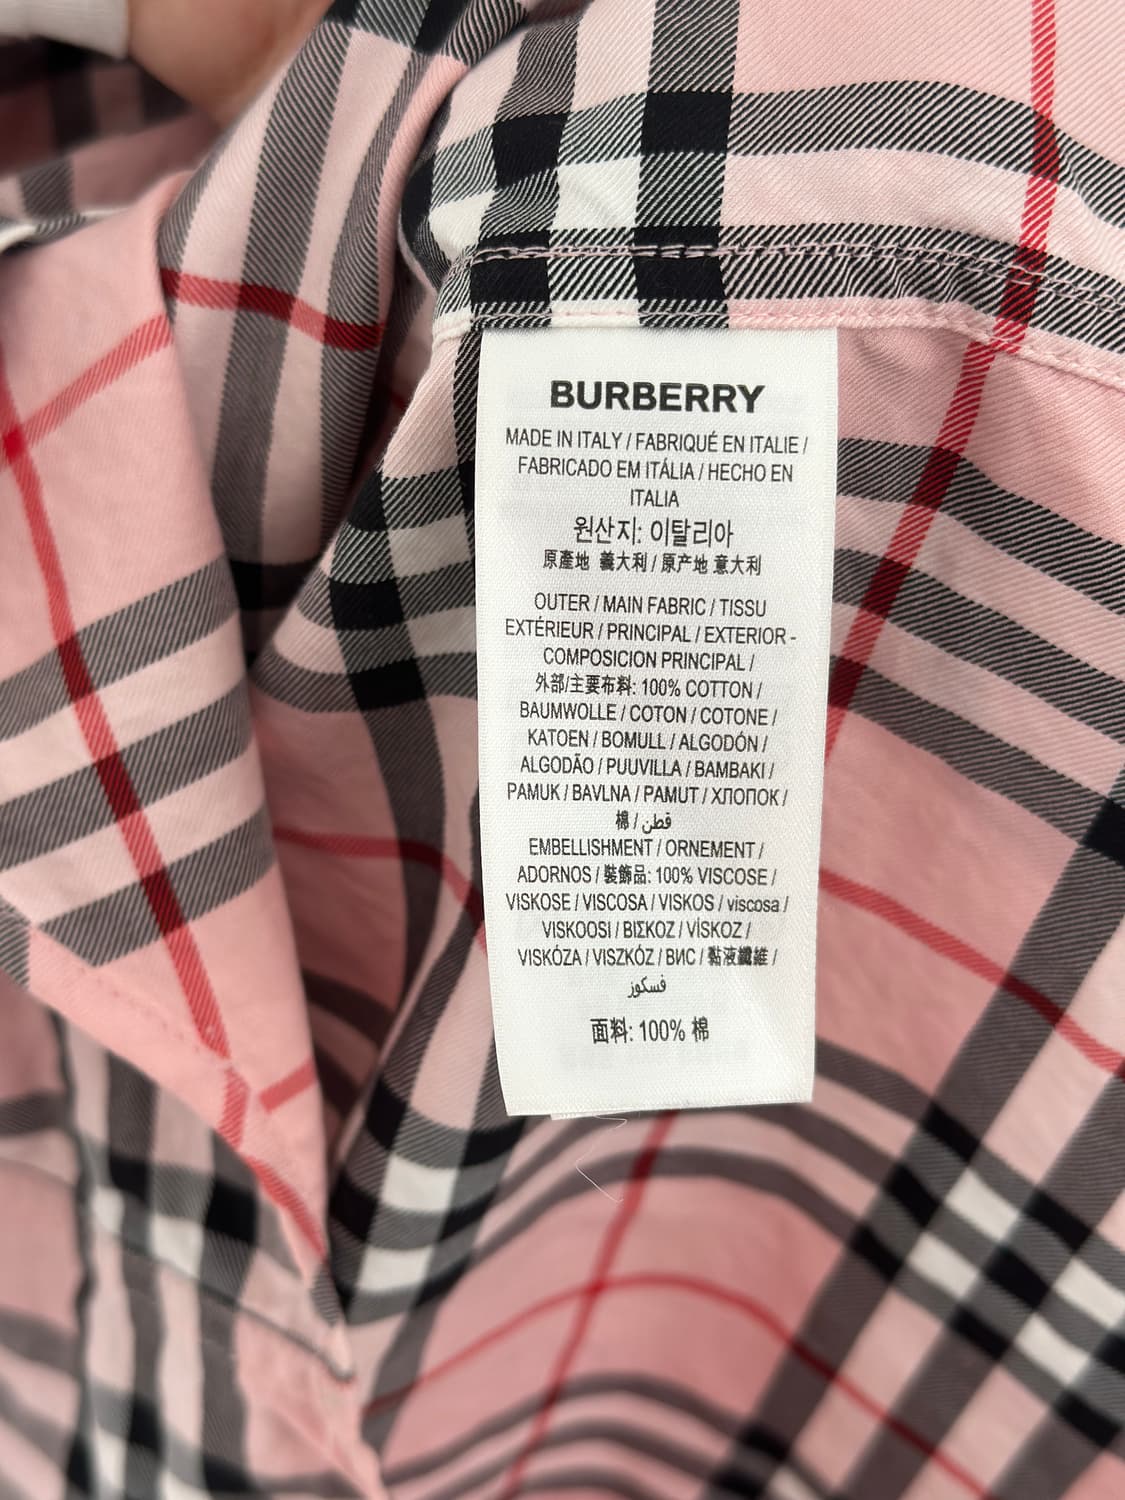 BURBERRY
MADE IN ITALY / FABRIQUÉ EN ITALIE /
FABRICADO EM ITÁLIA / HECHO EN
ITALIA
원산지: 이탈리아
原產地 義大利 / 原产地 意大利
OUTER / MAIN FABRIC / TISSU
EXTÉRIEUR / PRINCIPAL / EXTERIOR -
COMPOSICION PRINCIPAL /
外部/主要布料: 100% COTTON /
BAUMWOLLE / COTON / COTONE /
KATOEN / BOMULL / ALGODÓN /
ALGODÃO / PUUVILLA / BAMBAKI /
PAMUK / BAVLNA / PAMUT / ХЛОПОК /
棉 / قطن
EMBELLISHMENT / ORNEMENT /
ADORNOS / 裝飾品: 100% VISCOSE /
VISKOSE / VISCOSA / VISKOS / viscosa /
VISKOOSI / ΒΙΣΚΟΖ / VÍSKOZ /
VISKÓZA / VISZKÓZ / ВИС / 黏液纖維 /
فسكوز
面料: 100% 棉